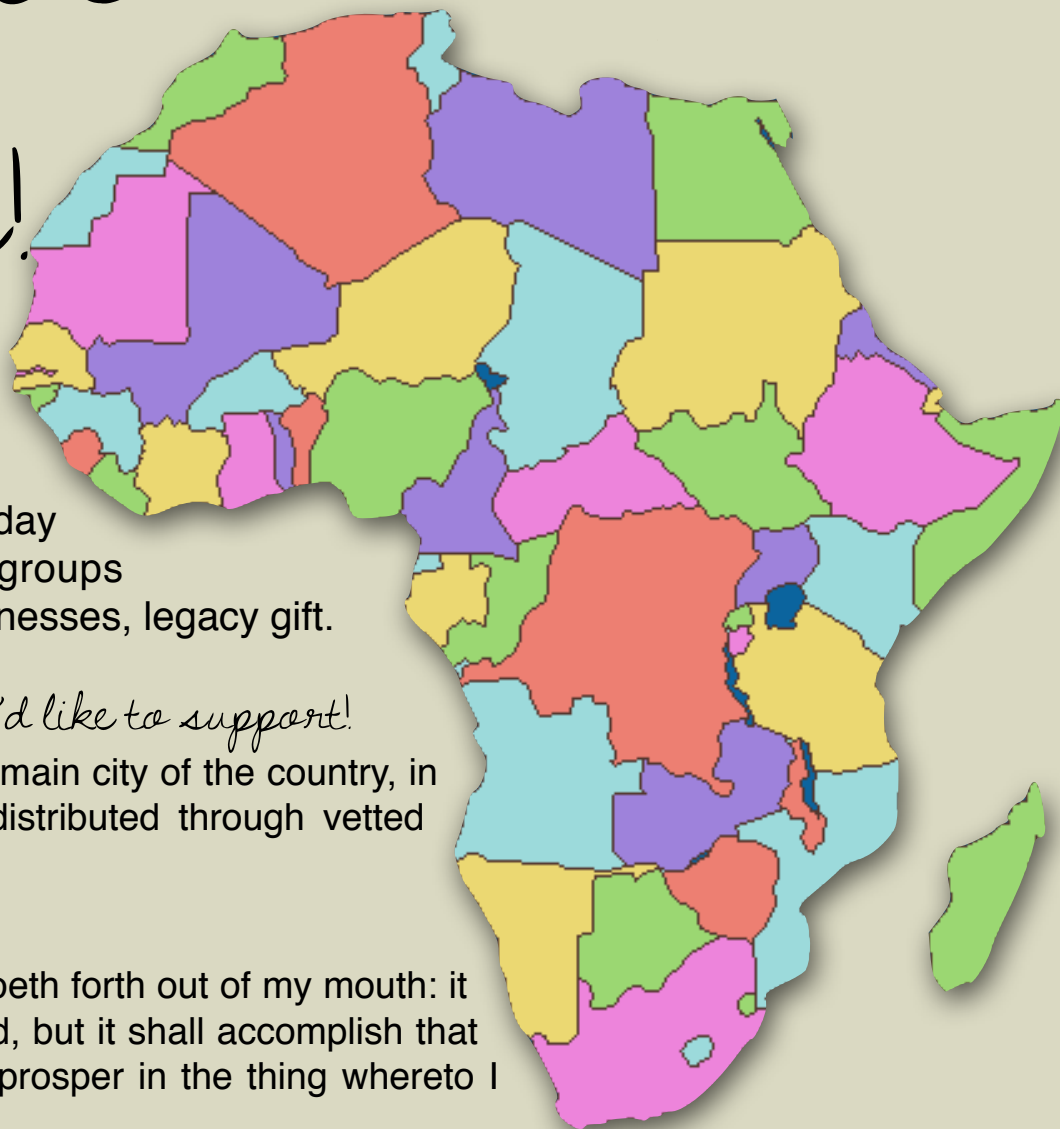 day
groups
nesses, legacy gift.
'd like to support!
main city of the country, in
distributed through vetted
oeth forth out of my mouth: it
d, but it shall accomplish that
prosper in the thing whereto I